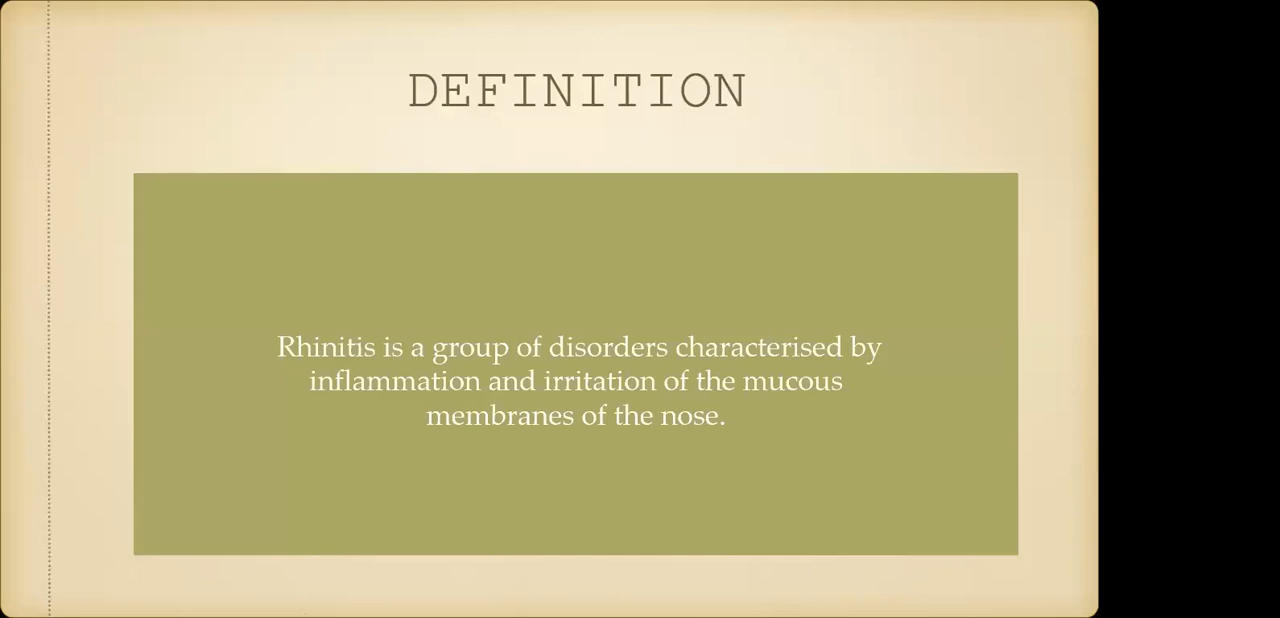 DEFINITION
Rhinitis is a group of disorders characterised by
inflammation and irritation of the mucous
membranes of the nose.